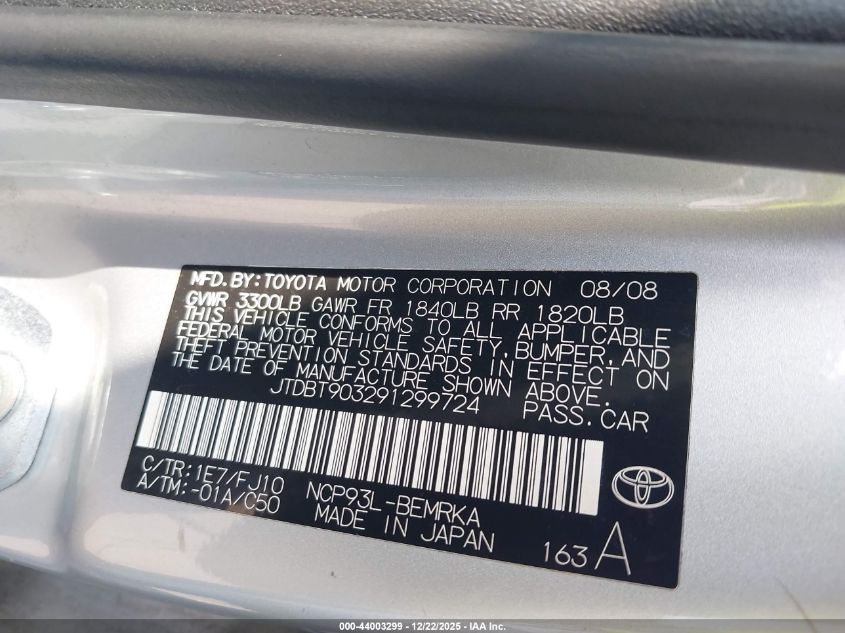 MFD.BY:TOYOTA MOTOR CORPORATION 08/08
GVWR 3300LB GAWR FR 1840LB RR 1820LB
THIS VEHICLE CONFORMS TO ALL APPLICABLE
FEDERAL MOTOR VEHICLE SAFETY,BUMPER,AND
THEFT PREVENTION STANDARDS IN EFFECT ON
THE DATE OF MANUFACTURE SHOWN ABOVE.
JTDBT903291299724 PASS.CAR
C/TR:1E7/FJ10 NCP93L-BEMRKA
A/TM:-01A/C50 MADE IN JAPAN
163 A
000-44003299 - 12/22/2025 - IAA Inc.